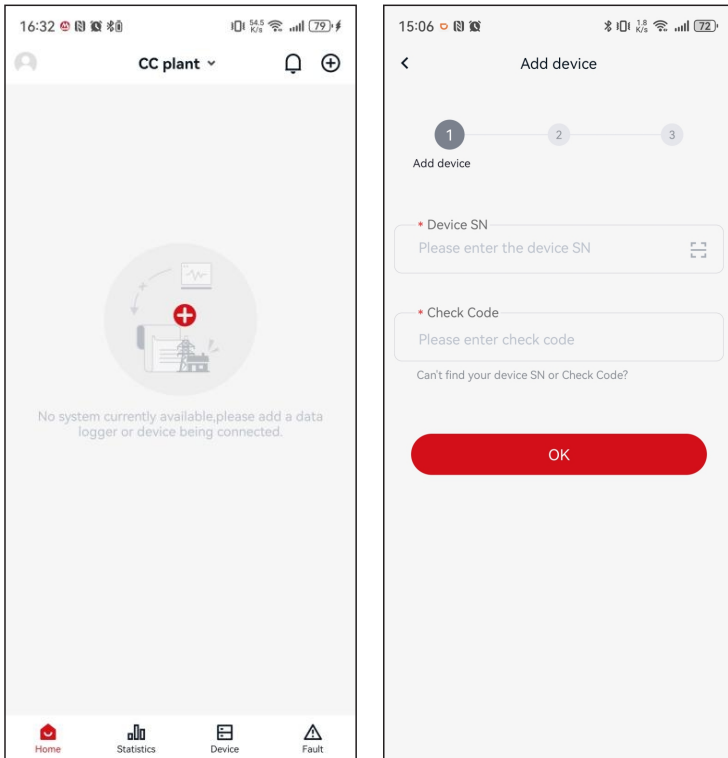 16:32
54.5
K/s
79
CC plant
No system currently available,please add a data
logger or device being connected.
Home
Statistics
Device
Fault
15:06
1.8
K/s
72
Add device
1
2
3
Add device
* Device SN
Please enter the device SN
* Check Code
Please enter check code
Can't find your device SN or Check Code?
OK